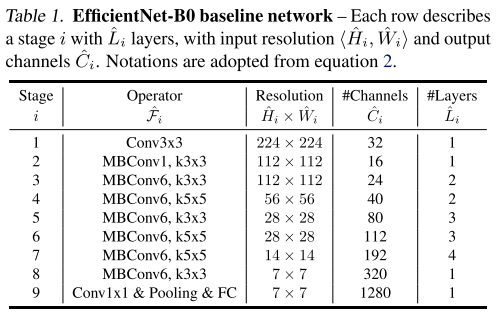 Table 1. EfficientNet-B0 baseline network – Each row describes
a stage i with L̂ᵢ layers, with input resolution ⟨Ĥᵢ, Ŵᵢ⟩ and output
channels Ĉᵢ. Notations are adopted from equation 2.
Stage Operator Resolution #Channels #Layers
i F̂ᵢ Ĥᵢ × Ŵᵢ Ĉᵢ L̂ᵢ
1 Conv3x3 224 × 224 32 1
2 MBConv1, k3x3 112 × 112 16 1
3 MBConv6, k3x3 112 × 112 24 2
4 MBConv6, k5x5 56 × 56 40 2
5 MBConv6, k3x3 28 × 28 80 3
6 MBConv6, k5x5 28 × 28 112 3
7 MBConv6, k5x5 14 × 14 192 4
8 MBConv6, k3x3 7 × 7 320 1
9 Conv1x1 & Pooling & FC 7 × 7 1280 1